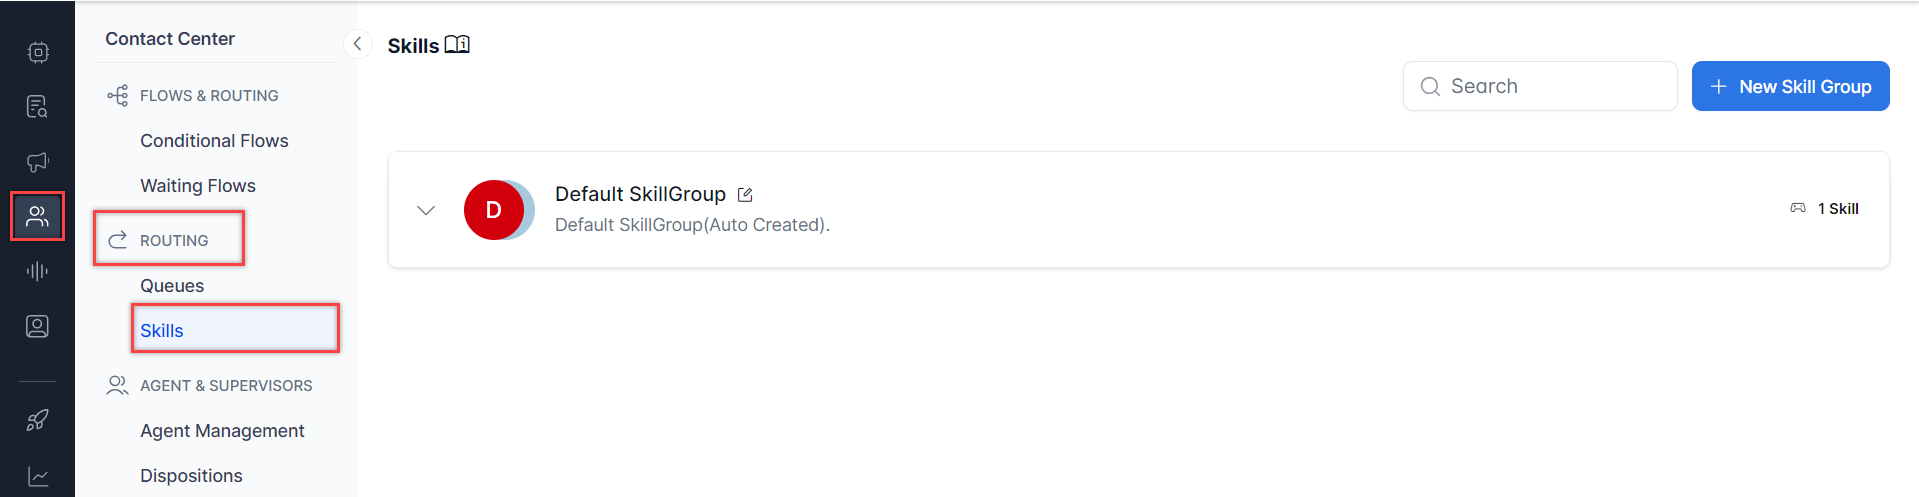 Contact Center
FLOWS & ROUTING
Conditional Flows
Waiting Flows
ROUTING
Queues
Skills
AGENT & SUPERVISORS
Agent Management
Dispositions
Skills
Search
New Skill Group
D
Default SkillGroup
Default SkillGroup(Auto Created).
1 Skill